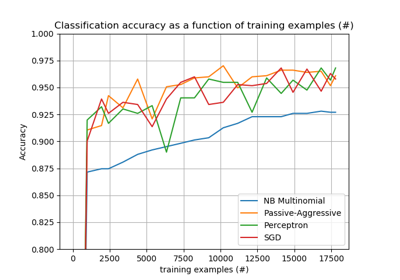 Classification accuracy as a function of training examples (#)
1.000
0.975
0.950
0.925
0.900
0.875
0.850
0.825
0.800
Accuracy
NB Multinomial
Passive-Aggressive
Perceptron
SGD
0 2500 5000 7500 10000 12500 15000 17500
training examples (#)